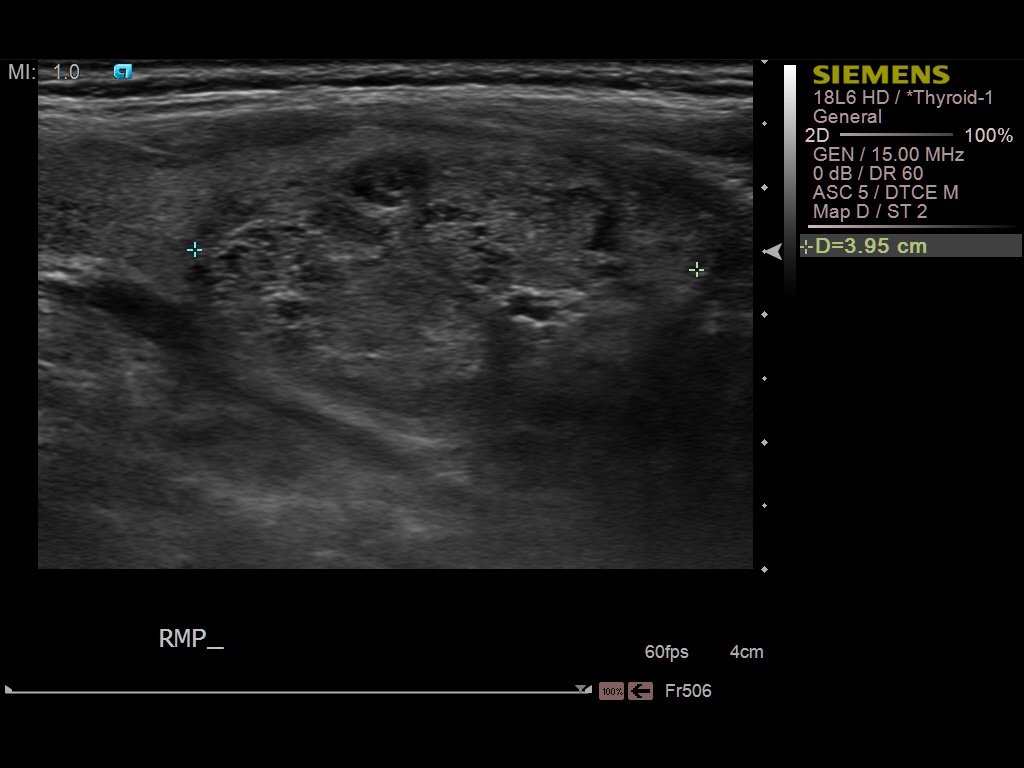 MI: 1.0
SIEMENS
18L6 HD / *Thyroid-1
General
2D 100%
GEN / 15.00 MHz
0 dB / DR 60
ASC 5 / DTCE M
Map D / ST 2
D=3.95 cm
RMP_
60fps 4cm
100% Fr506